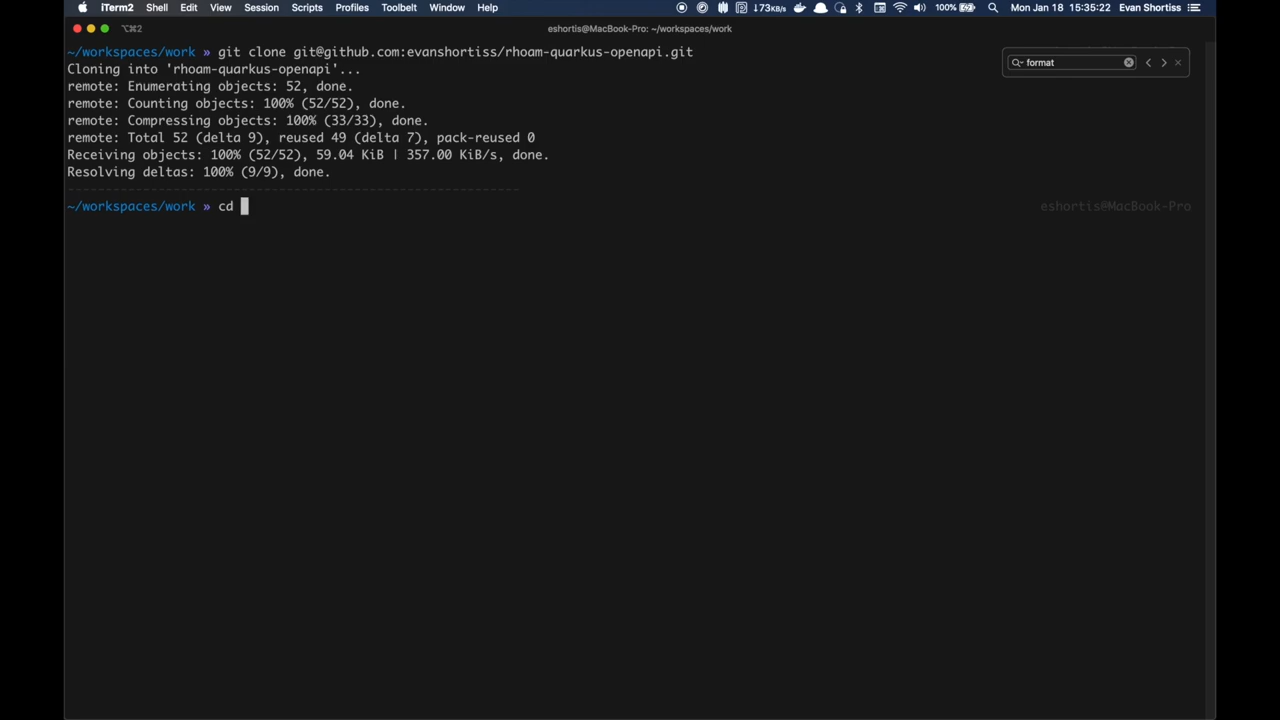 iTerm2 Shell Edit View Session Scripts Profiles Toolbelt Window Help 73KB/s 100% Mon Jan 18 15:35:22 Evan Shortiss
⌥⌘2 eshortis@MacBook-Pro: ~/workspaces/work
~/workspaces/work » git clone git@github.com:evanshortiss/rhoam-quarkus-openapi.git
format
Cloning into 'rhoam-quarkus-openapi'...
remote: Enumerating objects: 52, done.
remote: Counting objects: 100% (52/52), done.
remote: Compressing objects: 100% (33/33), done.
remote: Total 52 (delta 9), reused 49 (delta 7), pack-reused 0
Receiving objects: 100% (52/52), 59.04 KiB | 357.00 KiB/s, done.
Resolving deltas: 100% (9/9), done.
~/workspaces/work » cd eshortis@MacBook-Pro